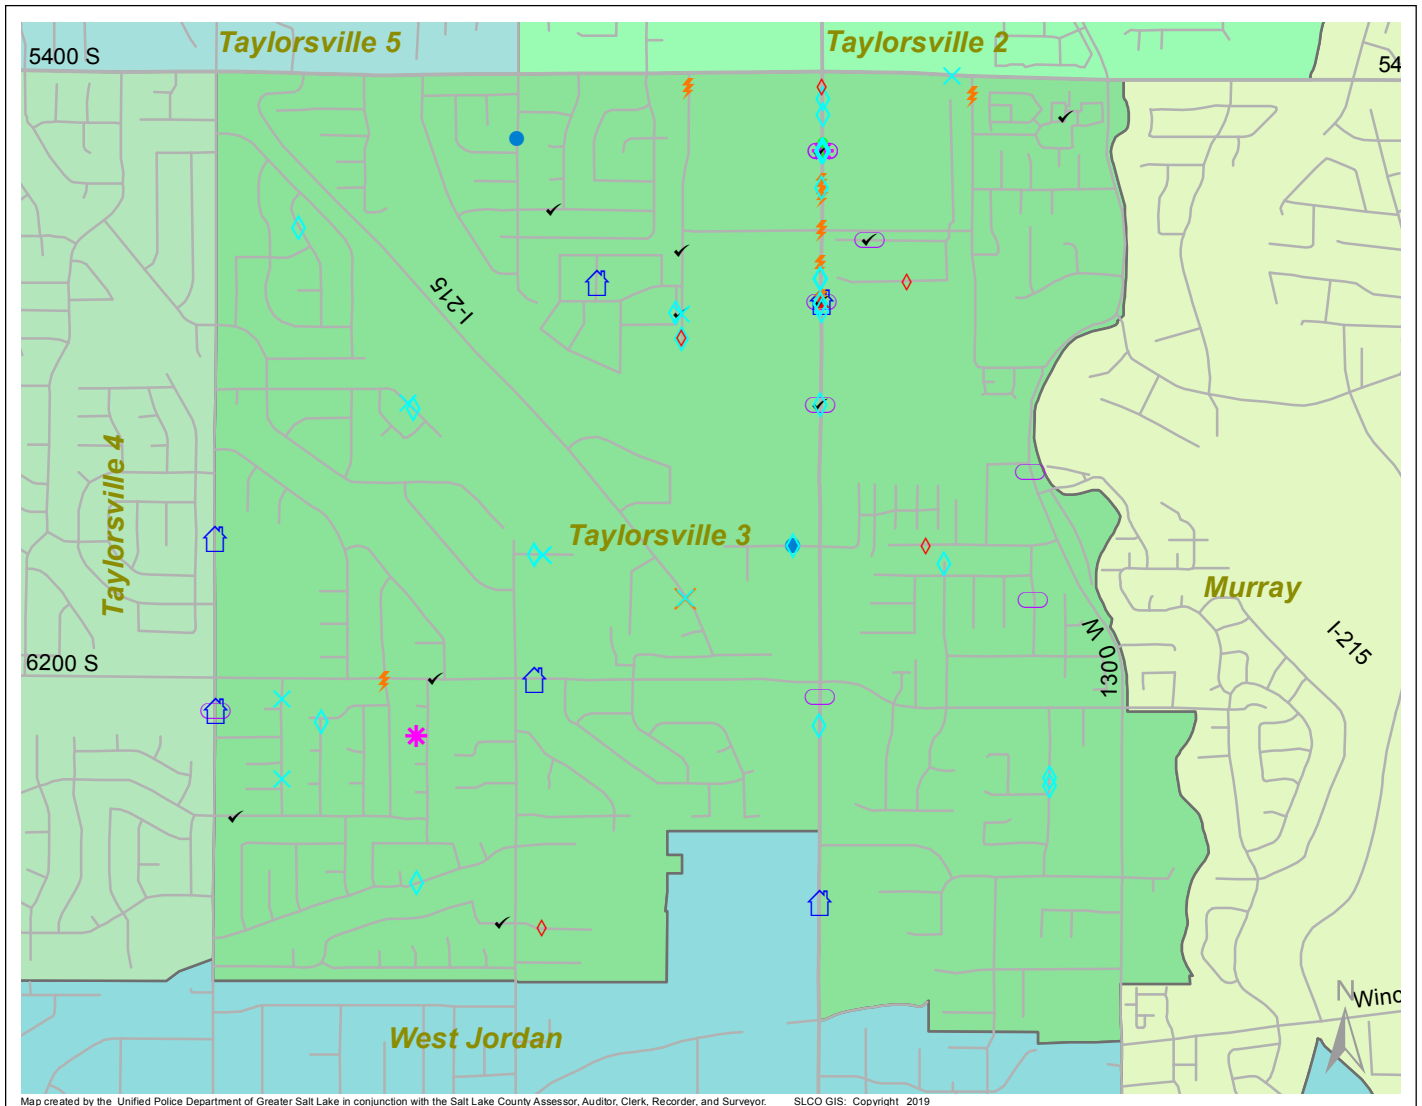 Taylorsville 5
Taylorsville 2
5400 S
54
I-215
Taylorsville 4
Taylorsville 3
Murray
I-215
1300 W
6200 S
N
Winc
West Jordan
Map created by the Unified Police Department of Greater Salt Lake in conjunction with the Salt Lake County Assessor, Auditor, Clerk, Recorder, and Surveyor. SLCO GIS: Copyright 2019